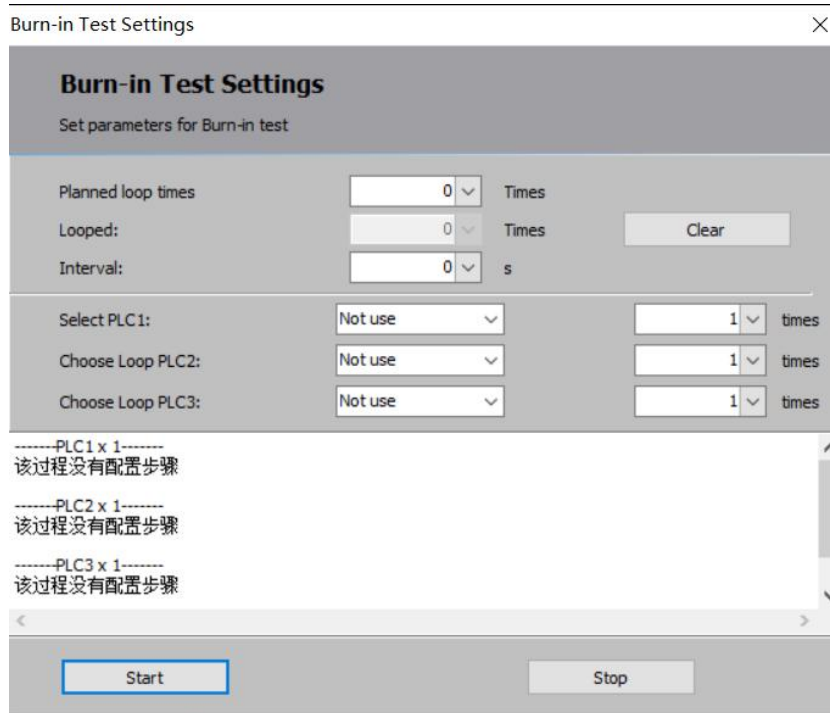 Burn-in Test Settings
Burn-in Test Settings
Set parameters for Burn-in test
Planned loop times 0 Times
Looped: 0 Times Clear
Interval: 0 s
Select PLC1: Not use 1 times
Choose Loop PLC2: Not use 1 times
Choose Loop PLC3: Not use 1 times
-------PLC1 x 1-------
该过程没有配置步骤
-------PLC2 x 1-------
该过程没有配置步骤
-------PLC3 x 1-------
该过程没有配置步骤
Start Stop